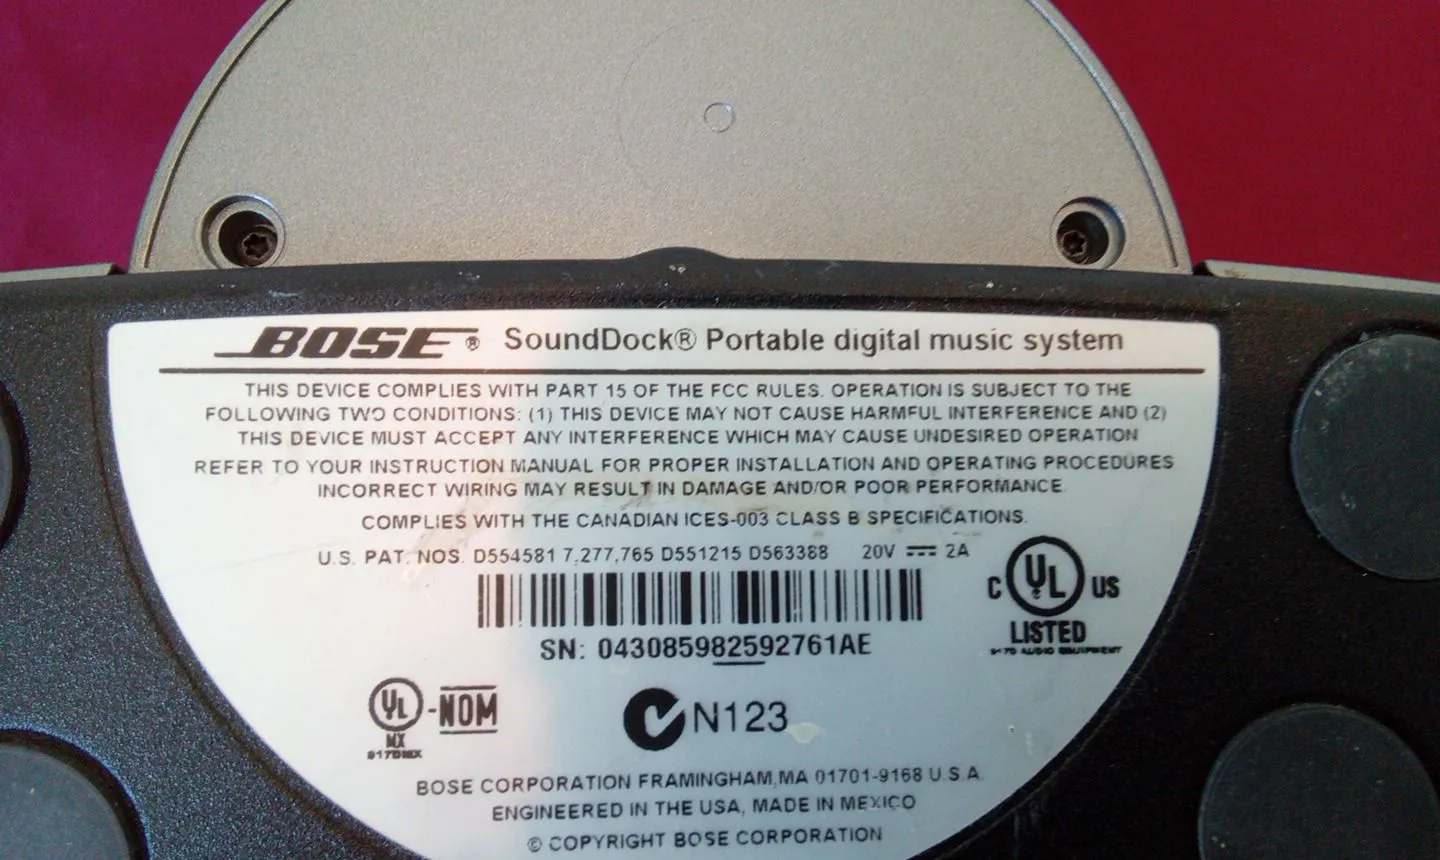 BOSE® SoundDock® Portable digital music system
THIS DEVICE COMPLIES WITH PART 15 OF THE FCC RULES. OPERATION IS SUBJECT TO THE
FOLLOWING TWO CONDITIONS: (1) THIS DEVICE MAY NOT CAUSE HARMFUL INTERFERENCE AND (2)
THIS DEVICE MUST ACCEPT ANY INTERFERENCE WHICH MAY CAUSE UNDESIRED OPERATION
REFER TO YOUR INSTRUCTION MANUAL FOR PROPER INSTALLATION AND OPERATING PROCEDURES
INCORRECT WIRING MAY RESULT IN DAMAGE AND/OR POOR PERFORMANCE.
COMPLIES WITH THE CANADIAN ICES-003 CLASS B SPECIFICATIONS.
U.S. PAT. NOS. D554581 7,277,765 D551215 D563388 20V 2A
C UL US
LISTED
9170 AUDIO EQUIPMENT
SN: 043085982592761AE
UL-NOM
MX
9170MX
N123
BOSE CORPORATION FRAMINGHAM, MA 01701-9168 U.S.A.
ENGINEERED IN THE USA, MADE IN MEXICO
© COPYRIGHT BOSE CORPORATION